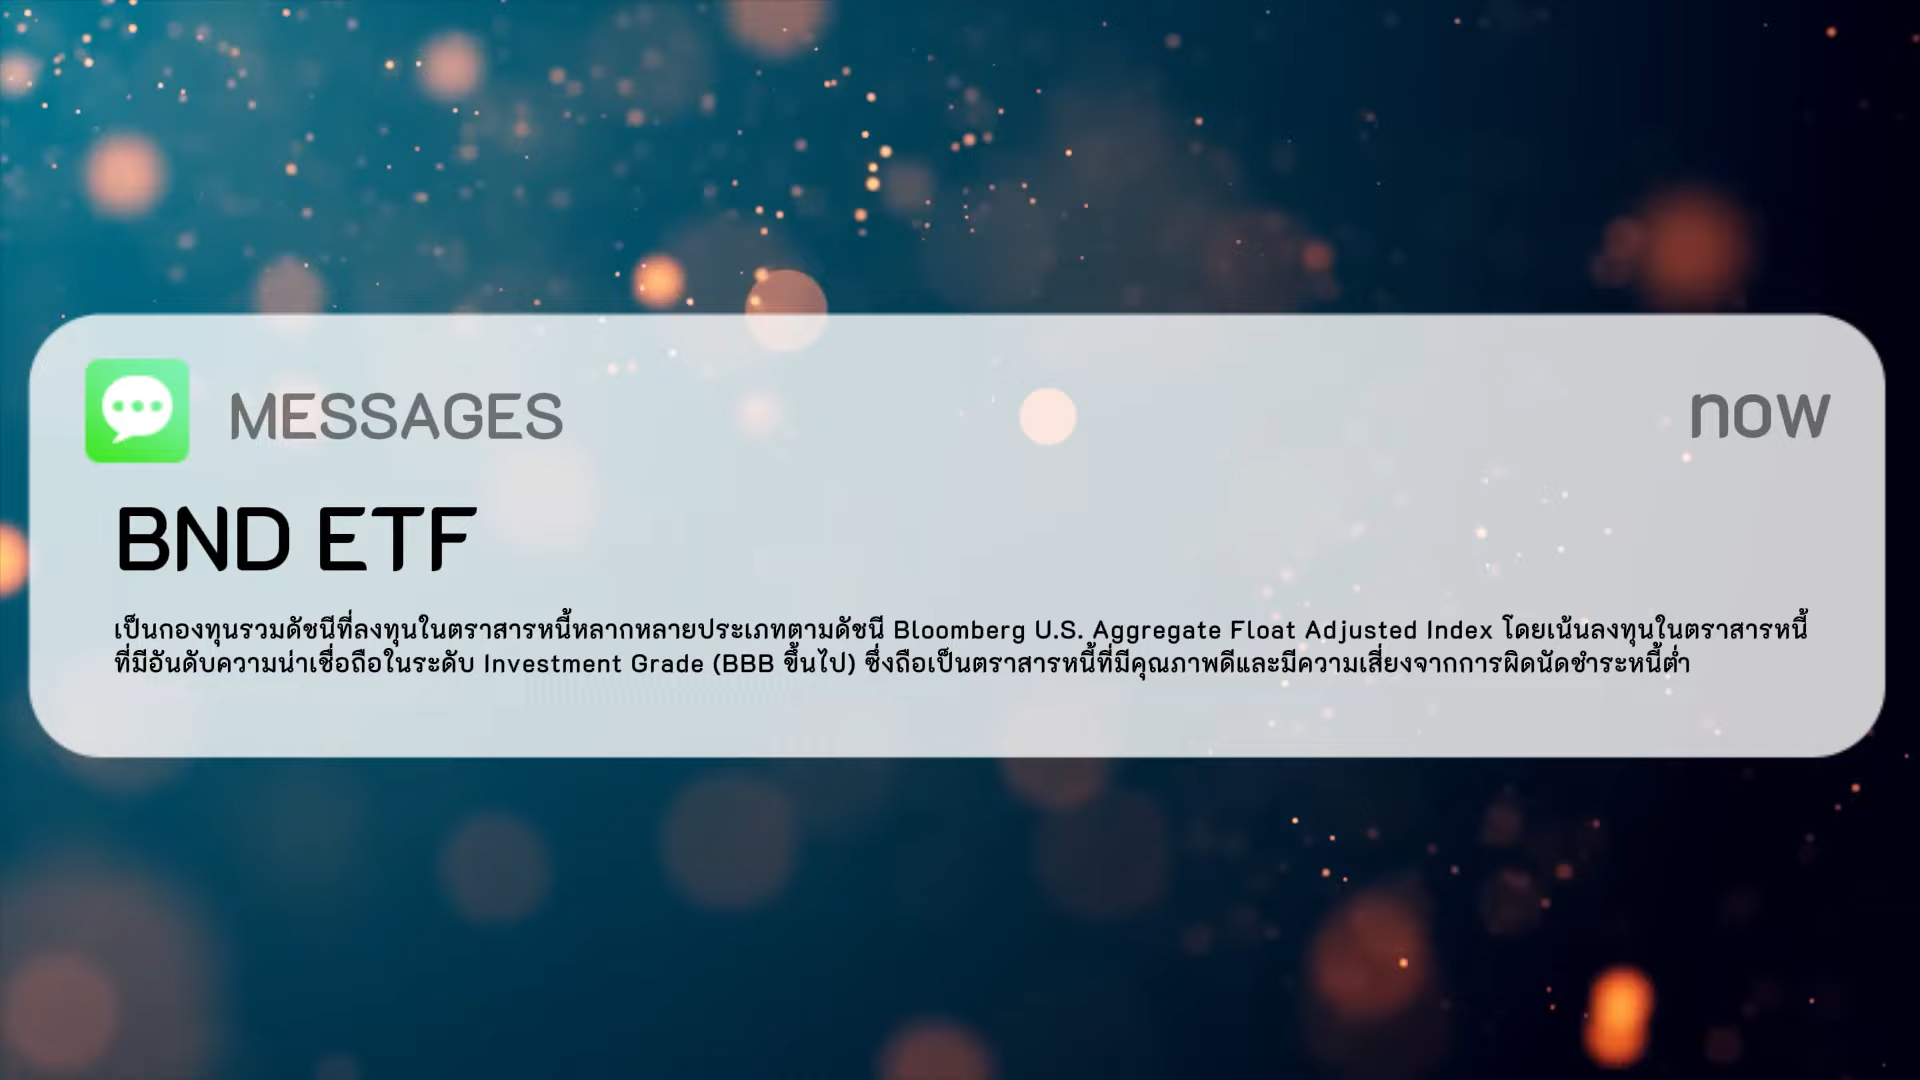 MESSAGES
now
BND ETF
เป็นกองทุนรวมดัชนีที่ลงทุนในตราสารหนี้หลากหลายประเภทตามดัชนี Bloomberg U.S. Aggregate Float Adjusted Index โดยเน้นลงทุนในตราสารหนี้
ที่มีอันดับความน่าเชื่อถือในระดับ Investment Grade (BBB ขึ้นไป) ซึ่งถือเป็นตราสารหนี้ที่มีคุณภาพดีและมีความเสี่ยงจากการผิดนัดชำระหนี้ต่ำ